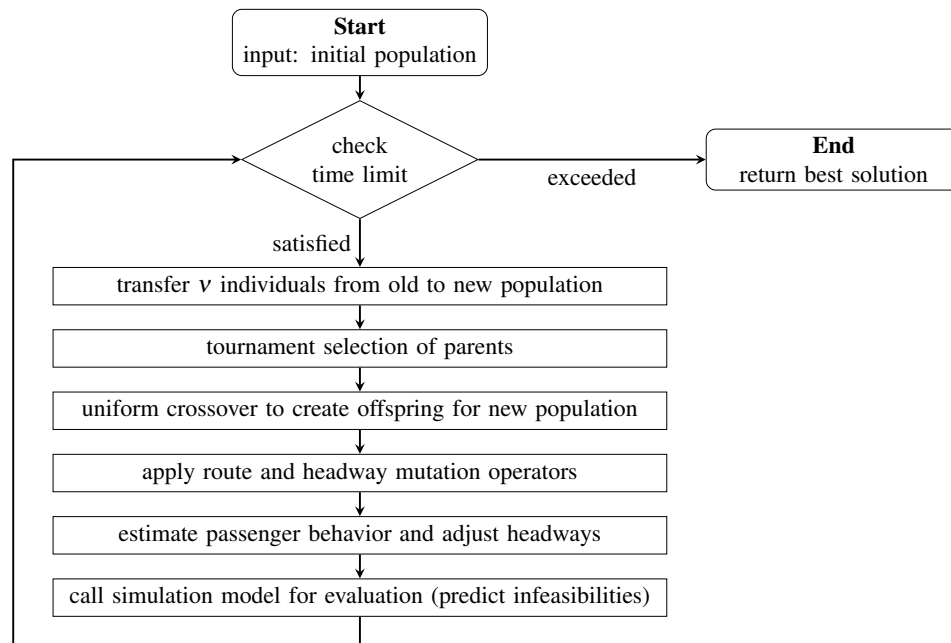 Start
input: initial population
check
time limit
exceeded
End
return best solution
satisfied
transfer ν individuals from old to new population
tournament selection of parents
uniform crossover to create offspring for new population
apply route and headway mutation operators
estimate passenger behavior and adjust headways
call simulation model for evaluation (predict infeasibilities)